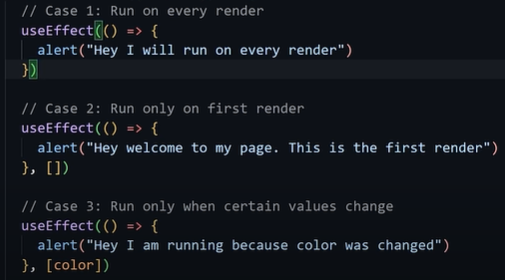 // Case 1: Run on every render
useEffect(() => {
  alert("Hey I will run on every render")
})
// Case 2: Run only on first render
useEffect(() => {
  alert("Hey welcome to my page. This is the first render")
}, [])
// Case 3: Run only when certain values change
useEffect(() => {
  alert("Hey I am running because color was changed")
}, [color])